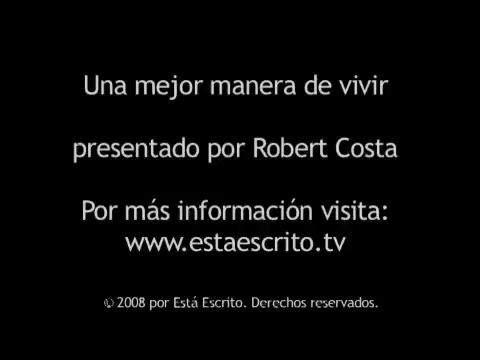 Una mejor manera de vivir
presentado por Robert Costa
Por más información visita:
www.estaescrito.tv
© 2008 por Está Escrito. Derechos reservados.